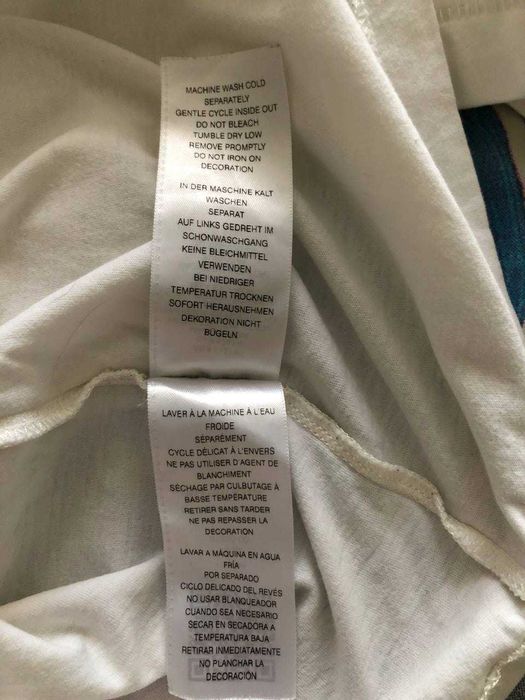 MACHINE WASH COLD
SEPARATELY
GENTLE CYCLE INSIDE OUT
DO NOT BLEACH
TUMBLE DRY LOW
REMOVE PROMPTLY
DO NOT IRON ON
DECORATION
IN DER MASCHINE KALT
WASCHEN
SEPARAT
AUF LINKS GEDREHT IM
SCHONWASCHGANG
KEINE BLEICHMITTEL
VERWENDEN
BEI NIEDRIGER
TEMPERATUR TROCKNEN
SOFORT HERAUSNEHMEN
DEKORATION NICHT
BÜGELN
LAVER À LA MACHINE À L'EAU
FROIDE
SÉPARÉMENT
CYCLE DÉLICAT À L'ENVERS
NE PAS UTILISER D'AGENT DE
BLANCHIMENT
SÉCHAGE PAR CULBUTAGE À
BASSE TEMPÉRATURE
RETIRER SANS TARDER
NE PAS REPASSER LA
DECORATION
LAVAR A MÁQUINA EN AGUA
FRÍA
POR SEPARADO
CICLO DELICADO DEL REVÉS
NO USAR BLANQUEADOR
CUANDO SEA NECESARIO
SECAR EN SECADORA A
TEMPERATURA BAJA
RETIRAR INMEDIATAMENTE
NO PLANCHAR LA
DECORACIÓN